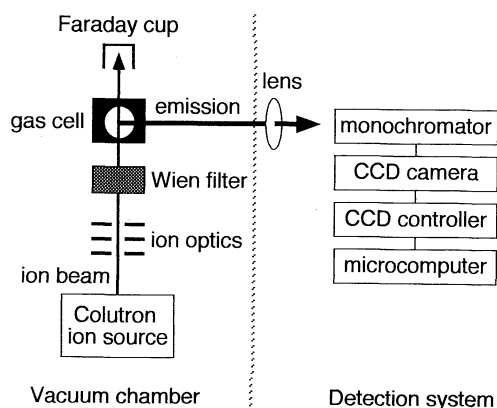 Faraday cup
gas cell
emission
lens
Wien filter
ion optics
ion beam
Colutron
ion source
Vacuum chamber
monochromator
CCD camera
CCD controller
microcomputer
Detection system